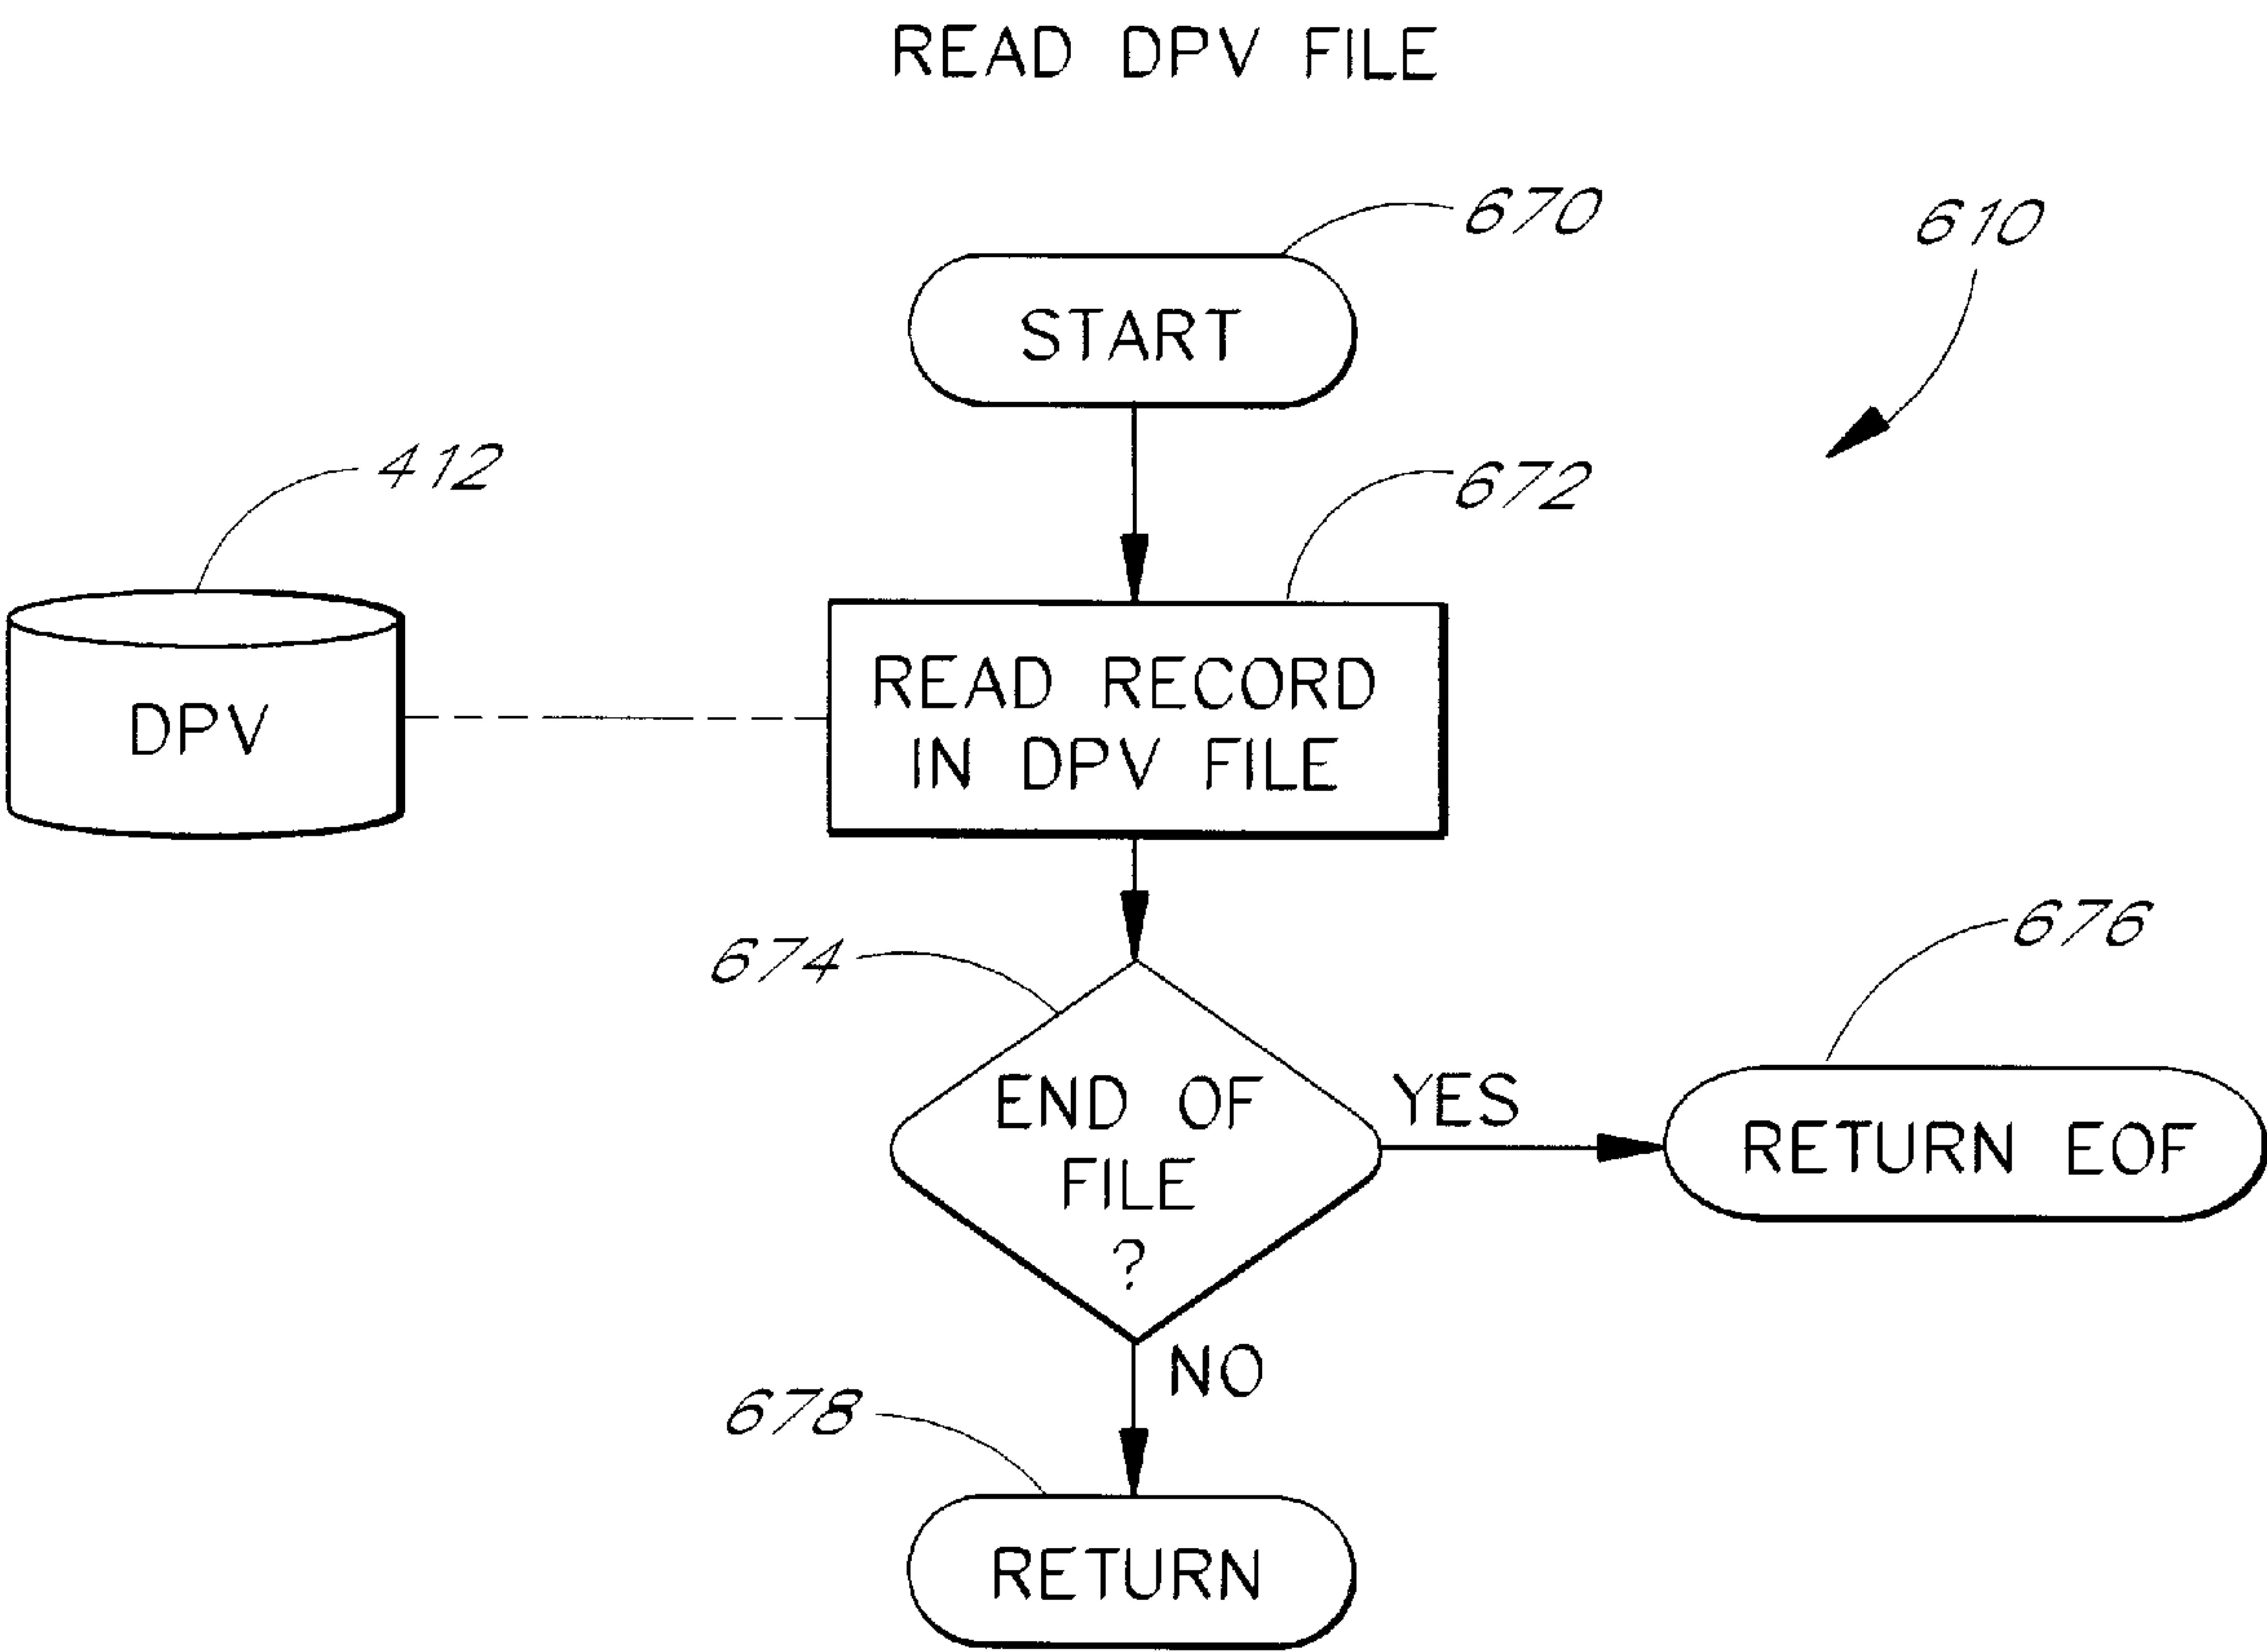 READ DPV FILE
670
610
START
412
672
DPV
READ RECORD
IN DPV FILE
674
676
END OF
FILE
?
YES
RETURN EOF
NO
678
RETURN